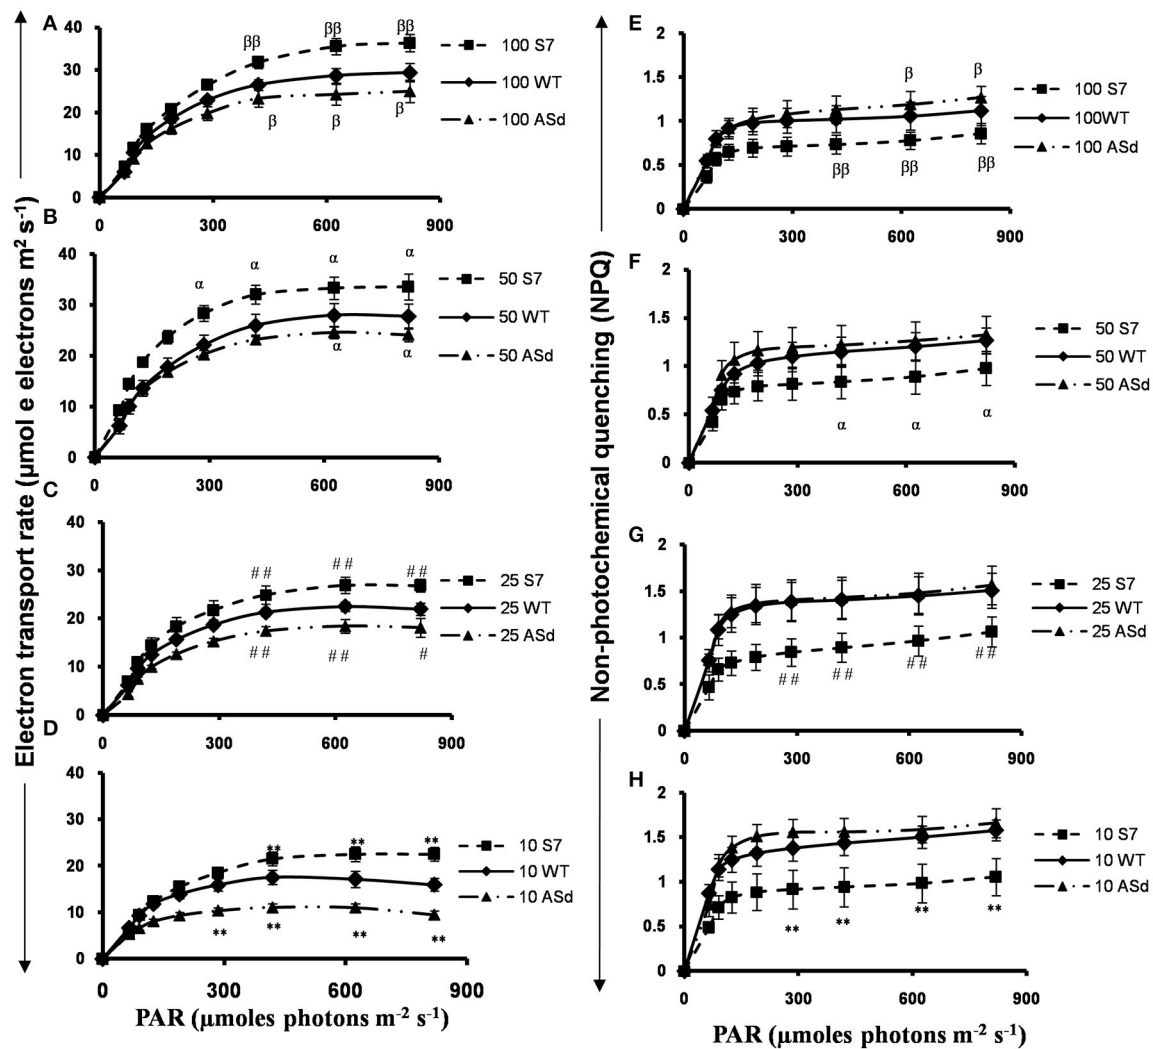 Electron transport rate (µmol e electrons m² s⁻¹)
A
40
30
20
10
0
0 300 600 900
ββ ββ ββ
β β β
100 S7
100 WT
100 ASd
B
40
30
20
10
0
0 300 600 900
α α α α
α α
50 S7
50 WT
50 ASd
C
40
30
20
10
0
0 300 600 900
# # # # # #
# # # # #
25 S7
25 WT
25 ASd
D
40
30
20
10
0
0 300 600 900
** ** **
** ** ** **
10 S7
10 WT
10 ASd
PAR (µmoles photons m⁻² s⁻¹)
Non-photochemical quenching (NPQ)
E
2
1.5
1
0.5
0
0 300 600 900
β β
ββ ββ ββ
100 S7
100WT
100 ASd
F
2
1.5
1
0.5
0
0 300 600 900
α α α
50 S7
50 WT
50 ASd
G
2
1.5
1
0.5
0
0 300 600 900
# # # # # # # #
25 S7
25 WT
25 ASd
H
2
1.5
1
0.5
0
0 300 600 900
** ** ** **
10 S7
10 WT
10 ASd
PAR (µmoles photons m⁻² s⁻¹)